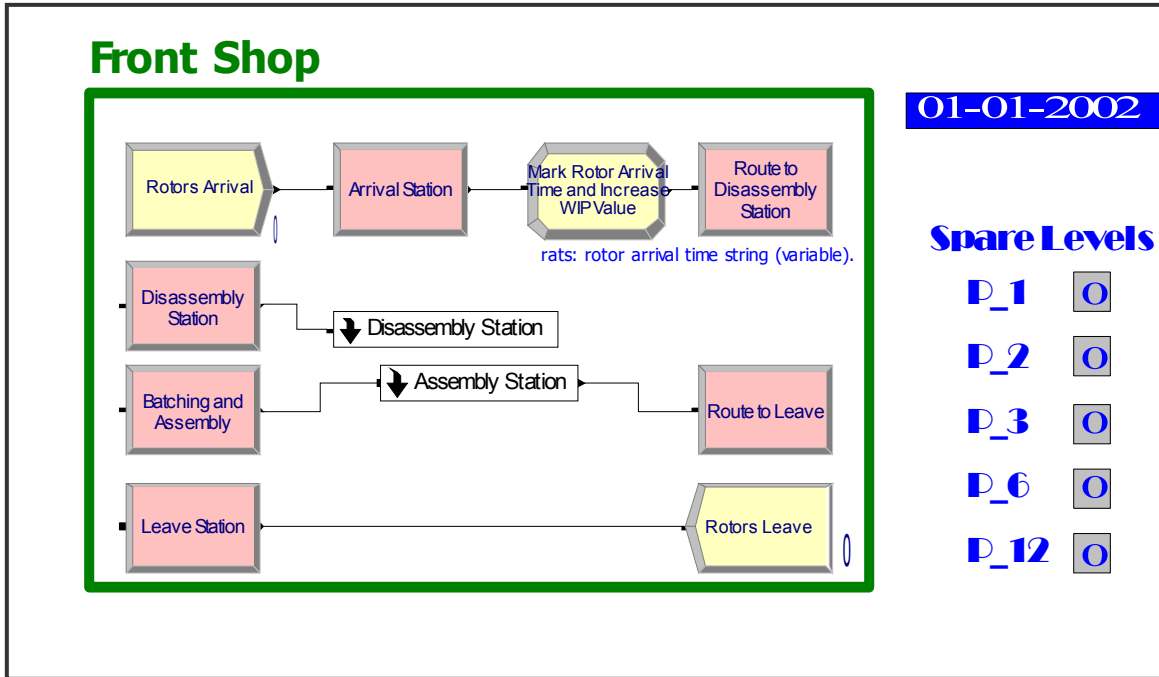 Front Shop
01-01-2002
Rotors Arrival
0
Arrival Station
Mark Rotor Arrival
Time and Increase
WIP Value
Route to
Disassembly
Station
rats: rotor arrival time string (variable).
Disassembly
Station
Disassembly Station
Batching and
Assembly
Assembly Station
Route to Leave
Leave Station
Rotors Leave
0
Spare Levels
P_1 0
P_2 0
P_3 0
P_6 0
P_12 0